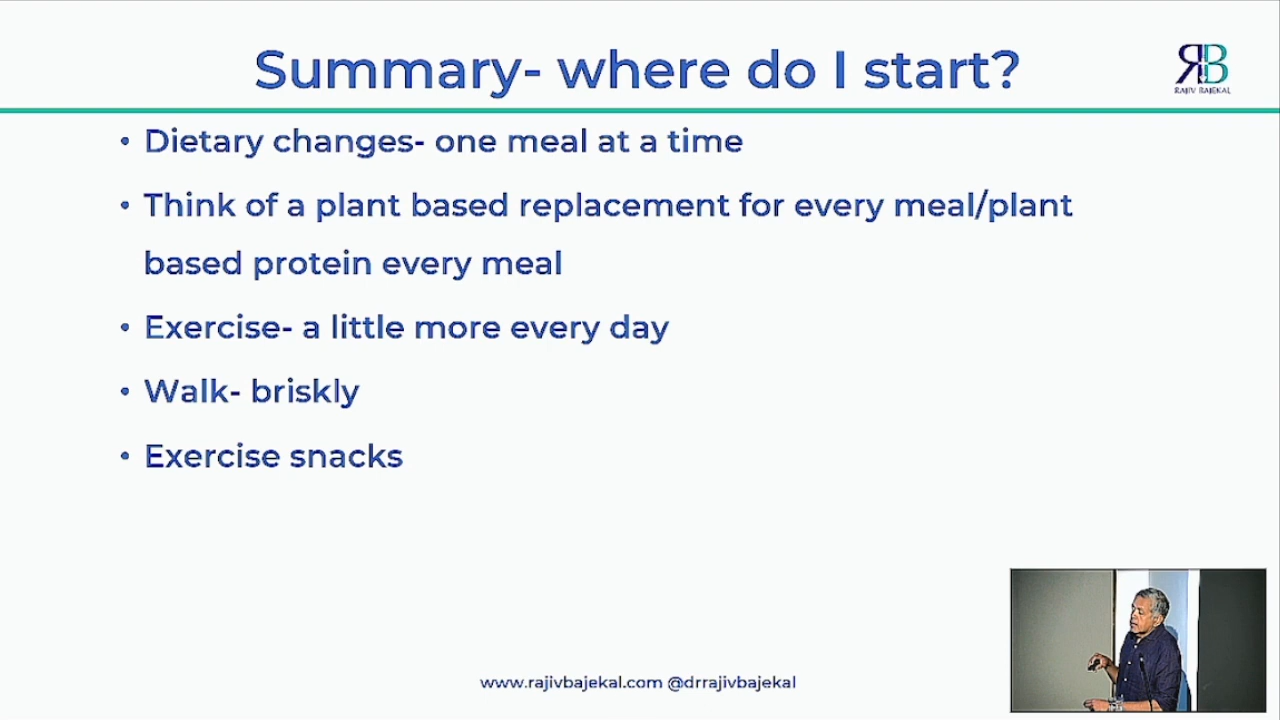 Summary- where do I start?
RB
RAJIV BAJEKAL
• Dietary changes- one meal at a time
• Think of a plant based replacement for every meal/plant
based protein every meal
• Exercise- a little more every day
• Walk- briskly
• Exercise snacks
www.rajivbajekal.com @drrajivbajekal